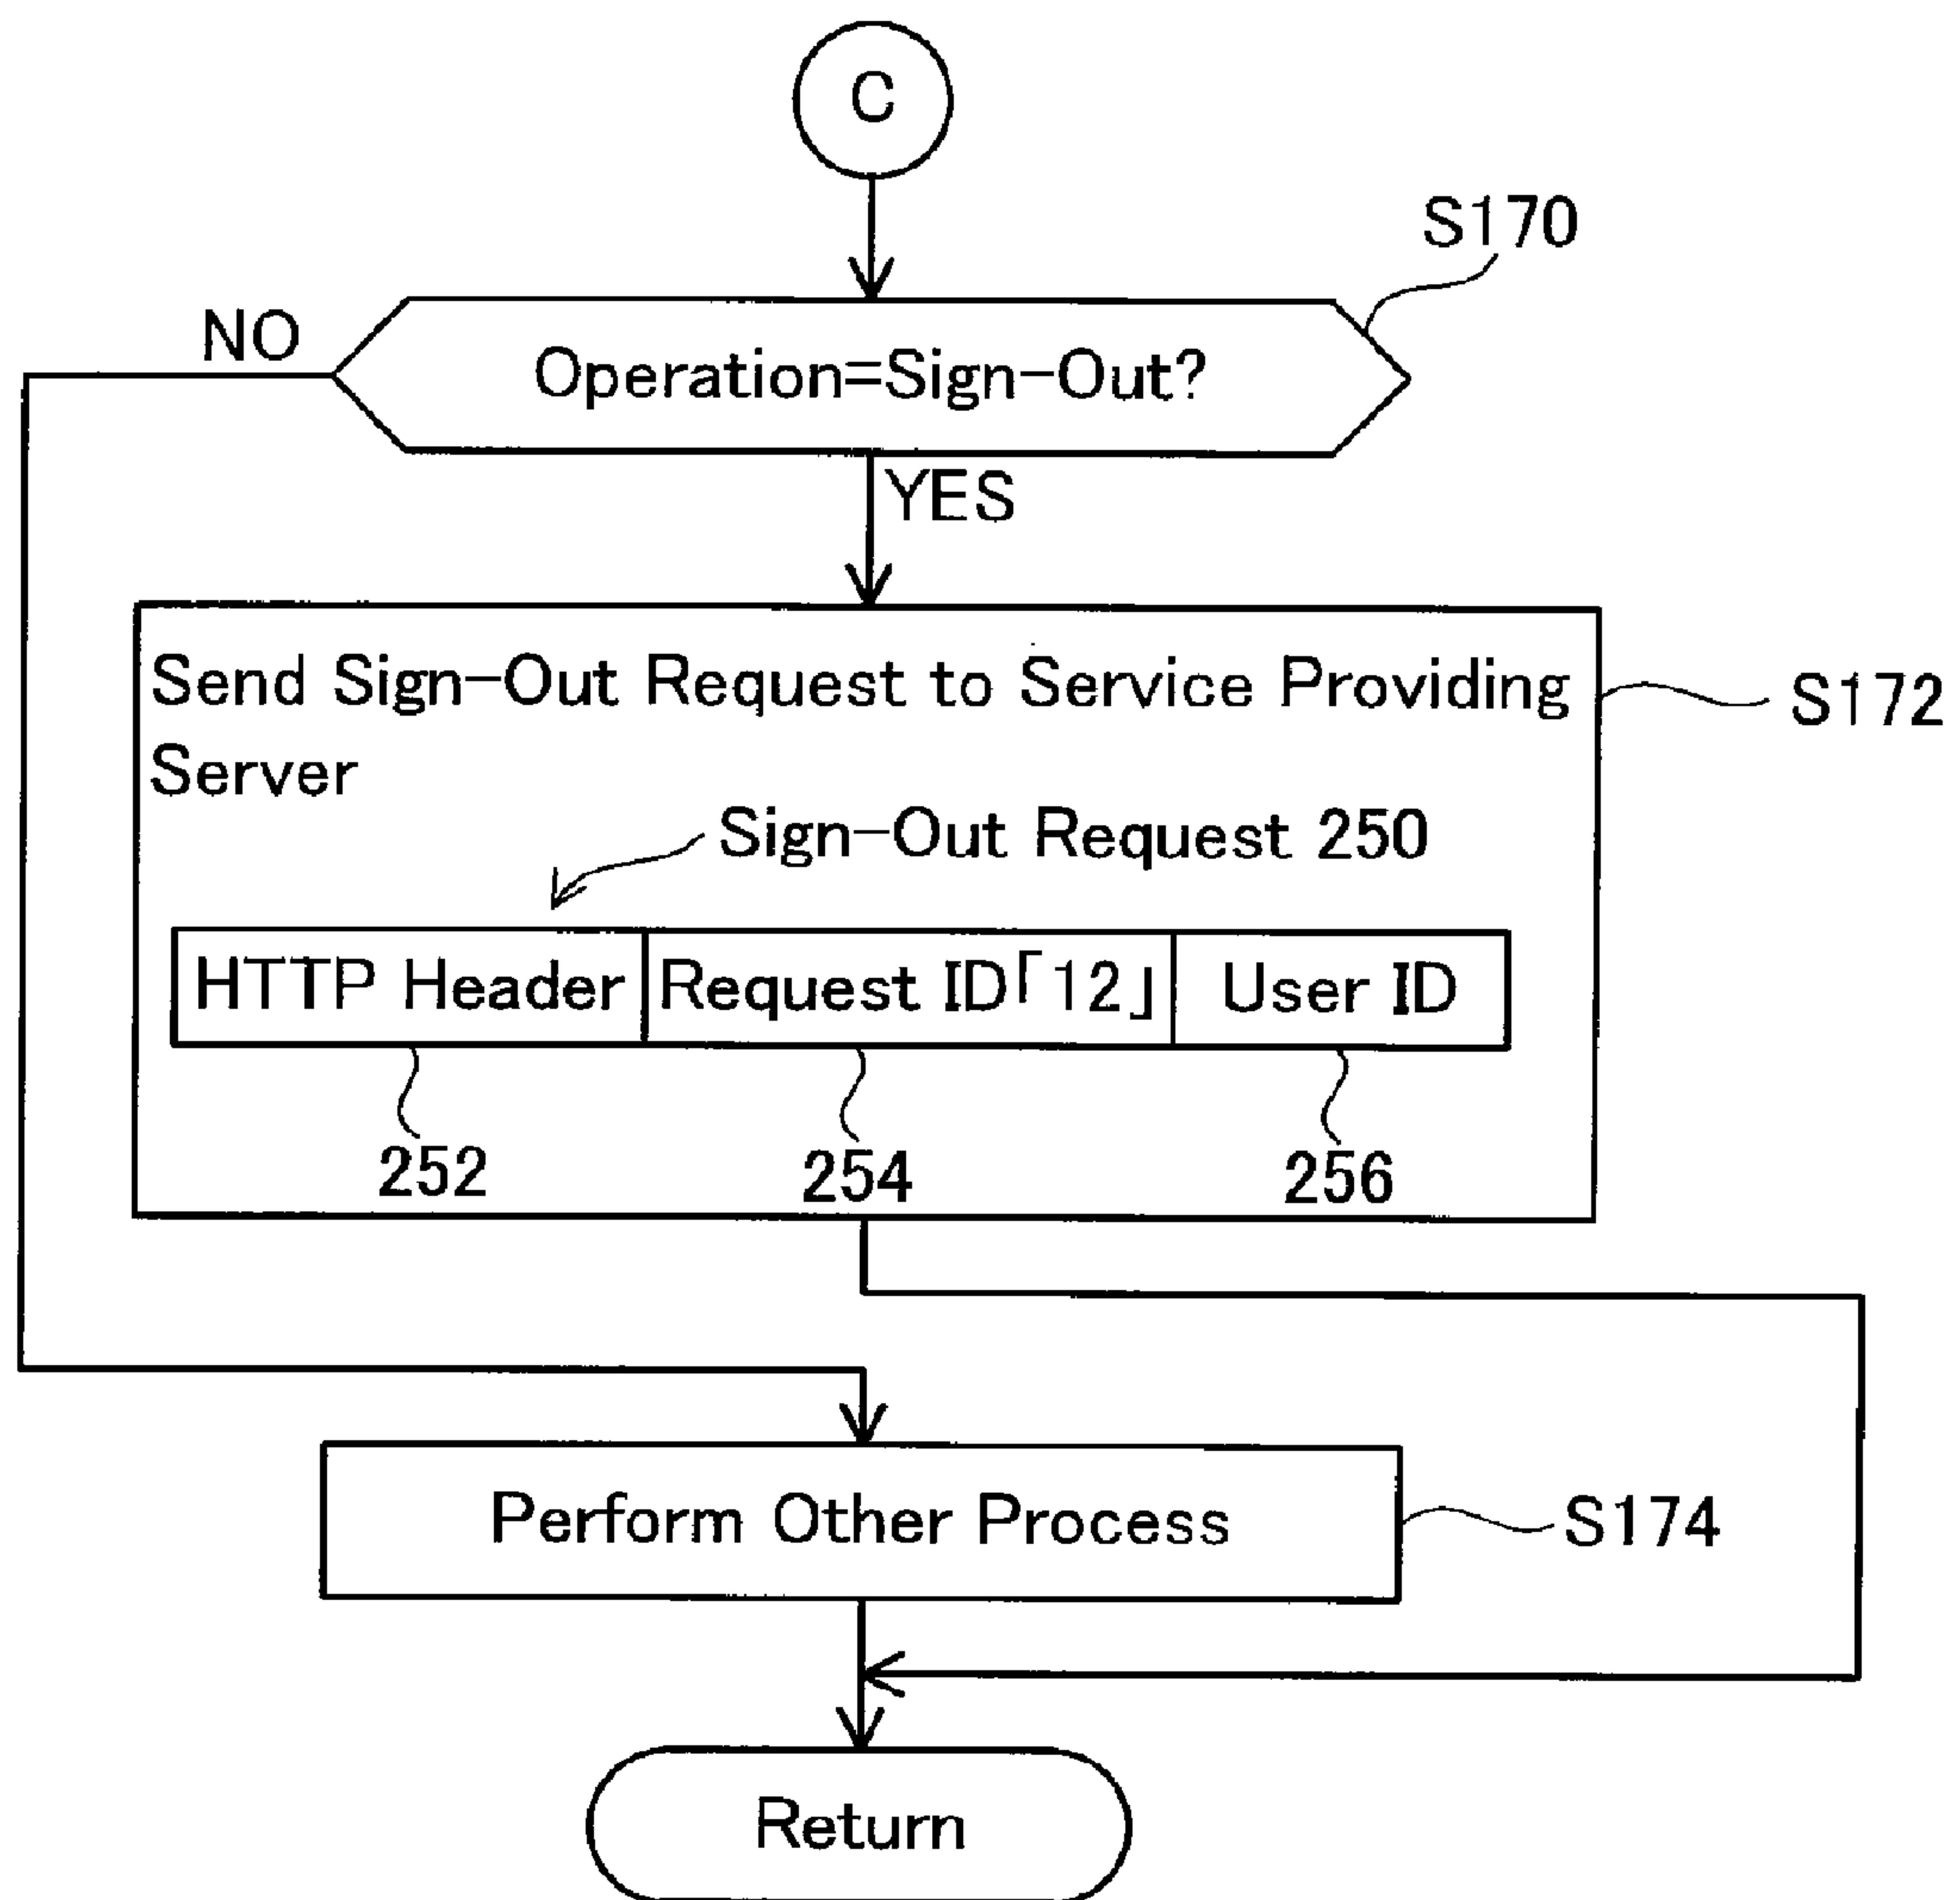 C
S170
NO
Operation=Sign-Out?
YES
Send Sign-Out Request to Service Providing
Server
S172
Sign-Out Request 250
HTTP Header
Request ID「12」
User ID
252
254
256
Perform Other Process
S174
Return